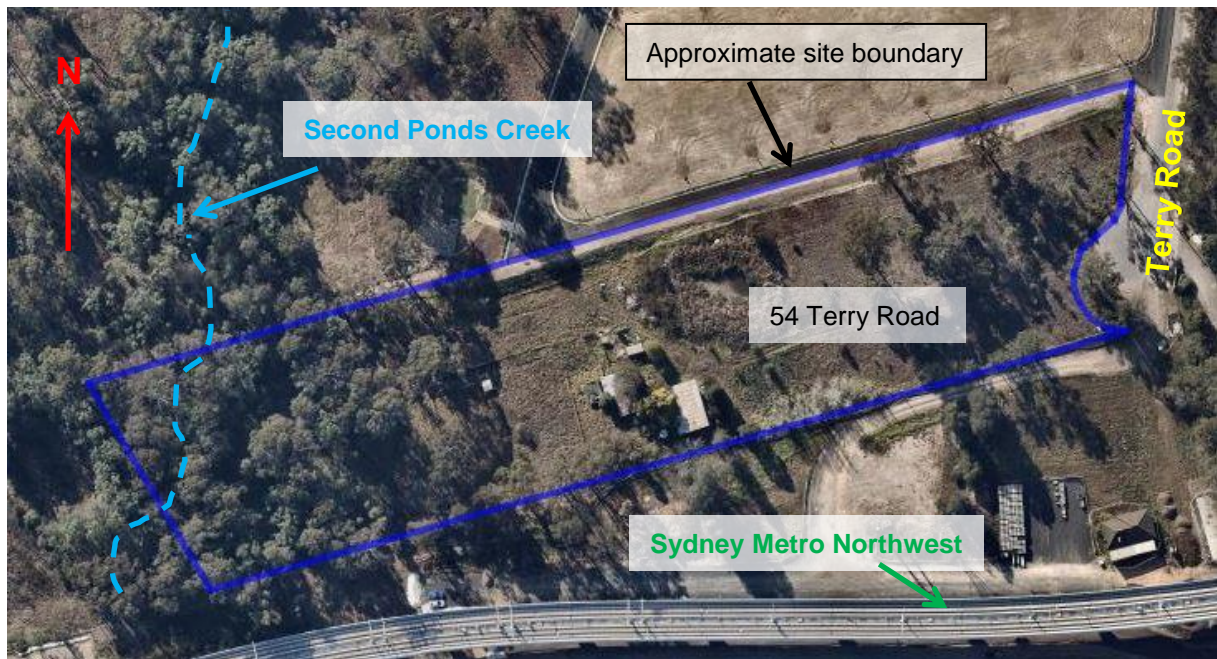 Approximate site boundary
N
Second Ponds Creek
Terry Road
54 Terry Road
Sydney Metro Northwest